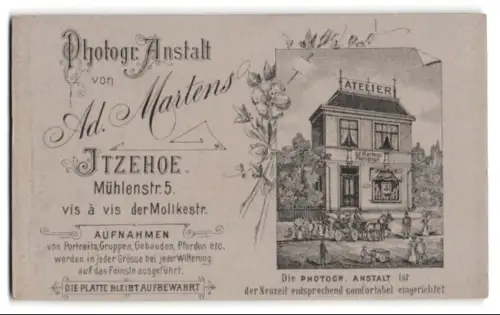 Photogr. Anstalt
von
Ad. Martens
ITZEHOE.
Mühlenstr. 5.
vis à vis der Moltkestr.
AUFNAHMEN
von Portraits, Gruppen, Gebäuden, Pferden etc.
werden in jeder Grösse bei jeder Witterung
auf das Feinste ausgeführt.
DIE PLATTE BLEIBT AUFBEWAHRT
ATELIER
Ad. Martens
Die PHOTOGR. ANSTALT ist
der Neuzeit entsprechend comfortabel eingerichtet